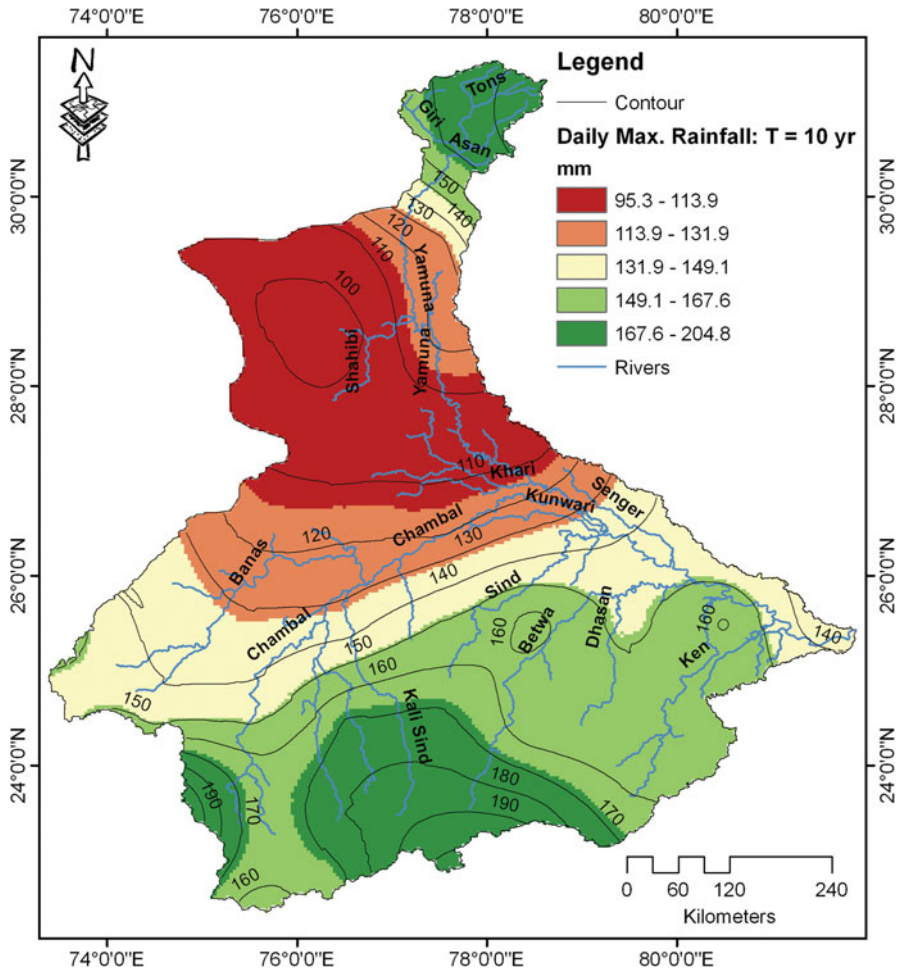 74°0'0"E 76°0'0"E 78°0'0"E 80°0'0"E
N
Legend
Contour
Daily Max. Rainfall: T = 10 yr
mm
95.3 - 113.9
113.9 - 131.9
131.9 - 149.1
149.1 - 167.6
167.6 - 204.8
Rivers
30°0'0"N
28°0'0"N
26°0'0"N
24°0'0"N
30°0'0"N
28°0'0"N
26°0'0"N
24°0'0"N
Tons
Giri
Asan
150
130
140
120
110
Yamuna
100
Shahibi
Yamuna
110
Khari
Senger
Kunwari
Chambal
120
130
Banas
140
Sind
Dhasan
160
Chambal
150
160
Betwa
140
Ken
160
150
Kali Sind
180
190
170
190
170
160
0 60 120 240
Kilometers
74°0'0"E 76°0'0"E 78°0'0"E 80°0'0"E